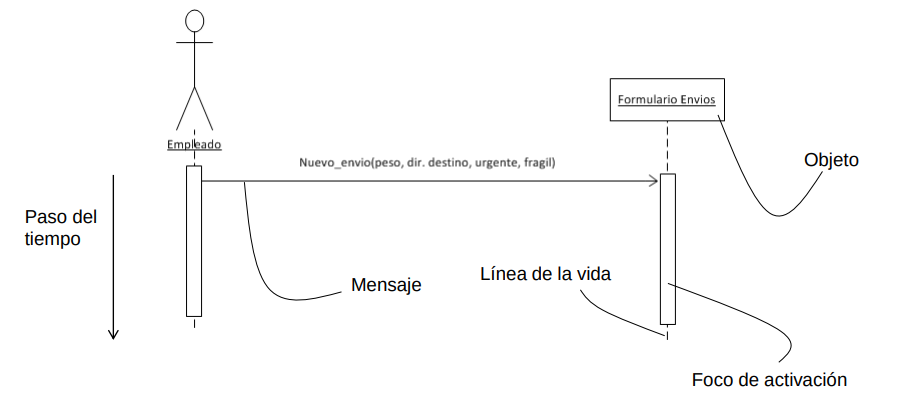 Formulario Envios
Empleado
Nuevo_envio(peso, dir. destino, urgente, fragil)
Objeto
Paso del
tiempo
Mensaje
Línea de la vida
Foco de activación